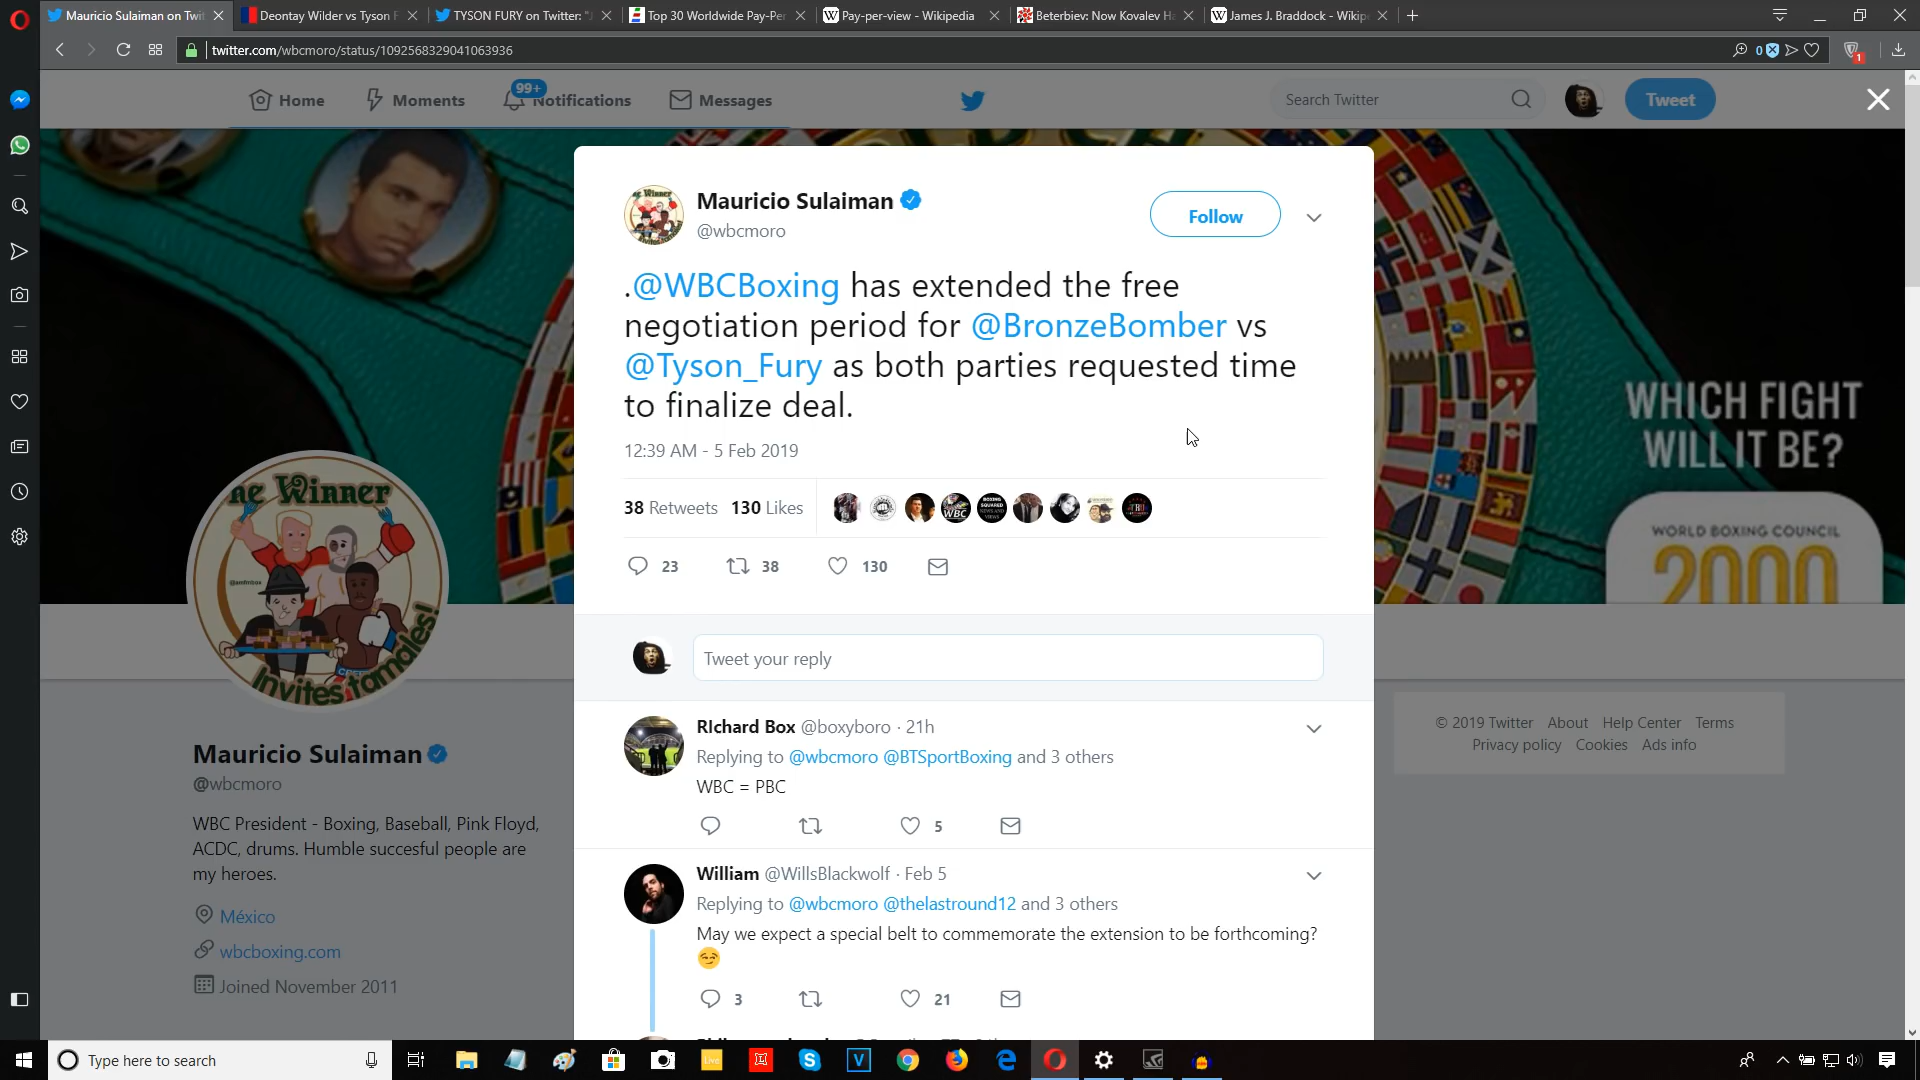 Mauricio Sulaiman on Twit
Deontay Wilder vs Tyson F
TYSON FURY on Twitter: "J
Top 30 Worldwide Pay-Per
Pay-per-view - Wikipedia
Beterbiev: Now Kovalev Ha
James J. Braddock - Wikip
twitter.com/wbcmoro/status/1092568329041063936
0
1
Home
Moments
99+
Notifications
Messages
Search Twitter
Tweet
Mauricio Sulaiman
@wbcmoro
Follow
.@WBCBoxing has extended the free
negotiation period for @BronzeBomber vs
@Tyson_Fury as both parties requested time
to finalize deal.
12:39 AM - 5 Feb 2019
38 Retweets 130 Likes
WBC
23
38
130
Tweet your reply
RIchard Box @boxyboro · 21h
Replying to @wbcmoro @BTSportBoxing and 3 others
WBC = PBC
5
William @WillsBlackwolf · Feb 5
Replying to @wbcmoro @thelastround12 and 3 others
May we expect a special belt to commemorate the extension to be forthcoming?
3
21
WHICH FIGHT
WILL IT BE?
WORLD BOXING COUNCIL
2000
he Winner
Invites tamales!
Mauricio Sulaiman
@wbcmoro
WBC President - Boxing, Baseball, Pink Floyd,
ACDC, drums. Humble succesful people are
my heroes.
México
wbcboxing.com
Joined November 2011
© 2019 Twitter About Help Center Terms
Privacy policy Cookies Ads info
Type here to search